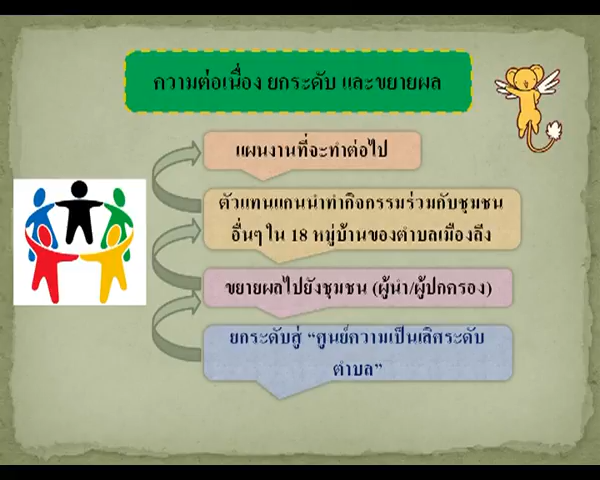 ความต่อเนื่อง ยกระดับ และขยายผล
แผนงานที่จะทำต่อไป
ตัวแทนแกนนำทำกิจกรรมร่วมกับชุมชน
อื่นๆ ใน 18 หมู่บ้านของตำบลเมืองลีง
ขยายผลไปยังชุมชน (ผู้นำ/ผู้ปกครอง)
ยกระดับสู่ “ศูนย์ความเป็นเลิศระดับ
ตำบล”